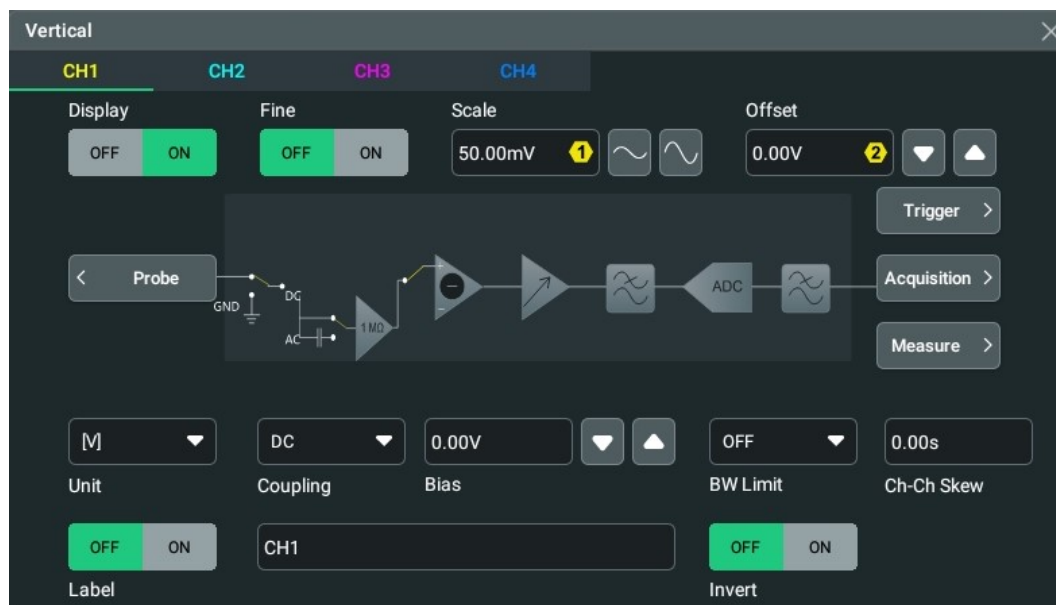 Vertical
CH1 CH2 CH3 CH4
Display Fine Scale Offset
OFF ON OFF ON 50.00mV 1 0.00V 2
Trigger
Probe DC GND AC 1 MΩ ADC Acquisition
Measure
[V] DC 0.00V OFF 0.00s
Unit Coupling Bias BW Limit Ch-Ch Skew
OFF ON CH1 OFF ON
Label Invert